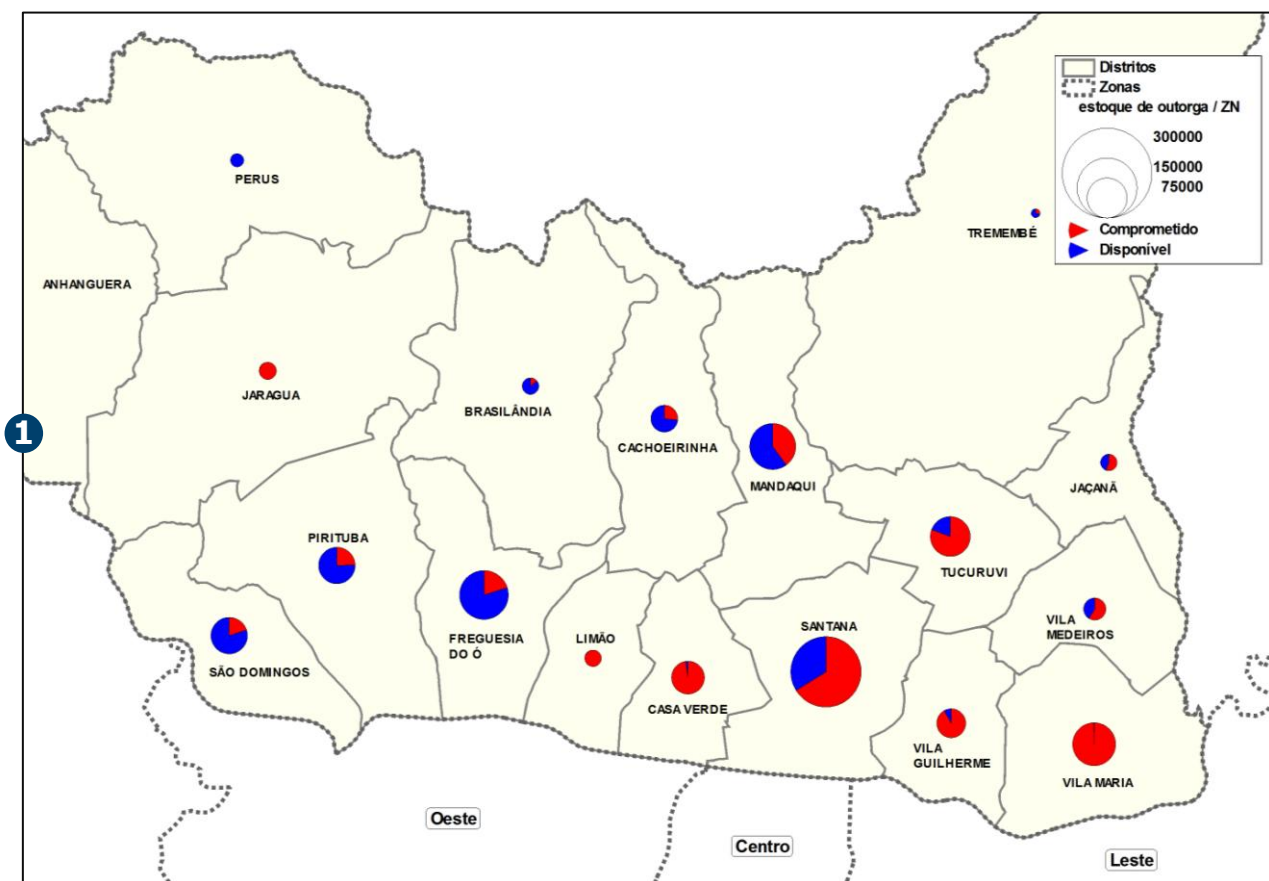 Distritos
Zonas
estoque de outorga / ZN
300000
150000
75000
Comprometido
Disponível
PERUS
TREMEMBÉ
ANHANGUERA
JARAGUA
BRASILÂNDIA
CACHOEIRINHA
MANDAQUI
JAÇANÃ
1
PIRITUBA
TUCURUVI
FREGUESIA
DO Ó
LIMÃO
SANTANA
VILA
MEDEIROS
SÃO DOMINGOS
CASA VERDE
VILA
GUILHERME
VILA MARIA
Oeste
Centro
Leste